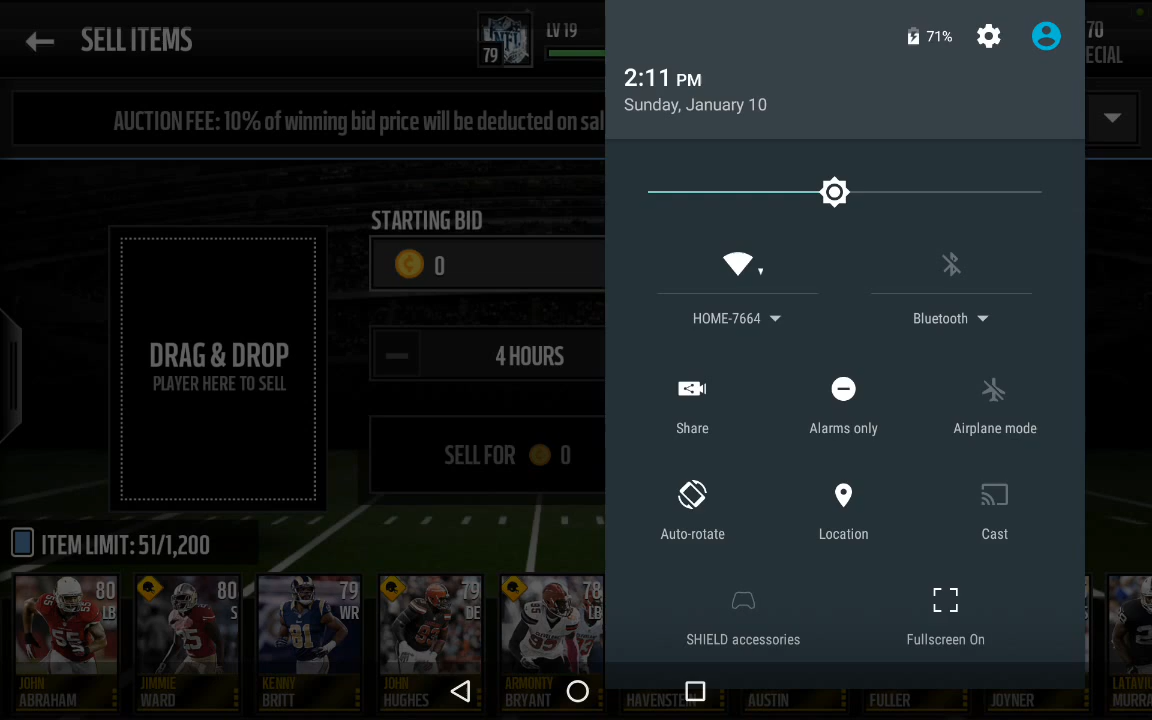 SELL ITEMS
79
LV 19
71%
70
ECIAL
2:11 PM
Sunday, January 10
AUCTION FEE: 10% of winning bid price will be deducted on sal
STARTING BID
0
DRAG & DROP
PLAYER HERE TO SELL
4 HOURS
SELL FOR 0
HOME-7664
Bluetooth
Share
Alarms only
Airplane mode
Auto-rotate
Location
Cast
SHIELD accessories
Fullscreen On
ITEM LIMIT: 51/1,200
80
LB
JOHN
ABRAHAM
80
S
JIMMIE
WARD
79
WR
KENNY
BRITT
79
DE
JOHN
HUGHES
78
LB
ARMONTY
BRYANT
HAVENSTEIN
AUSTIN
FULLER
JOYNER
LATAVIU
MURRA